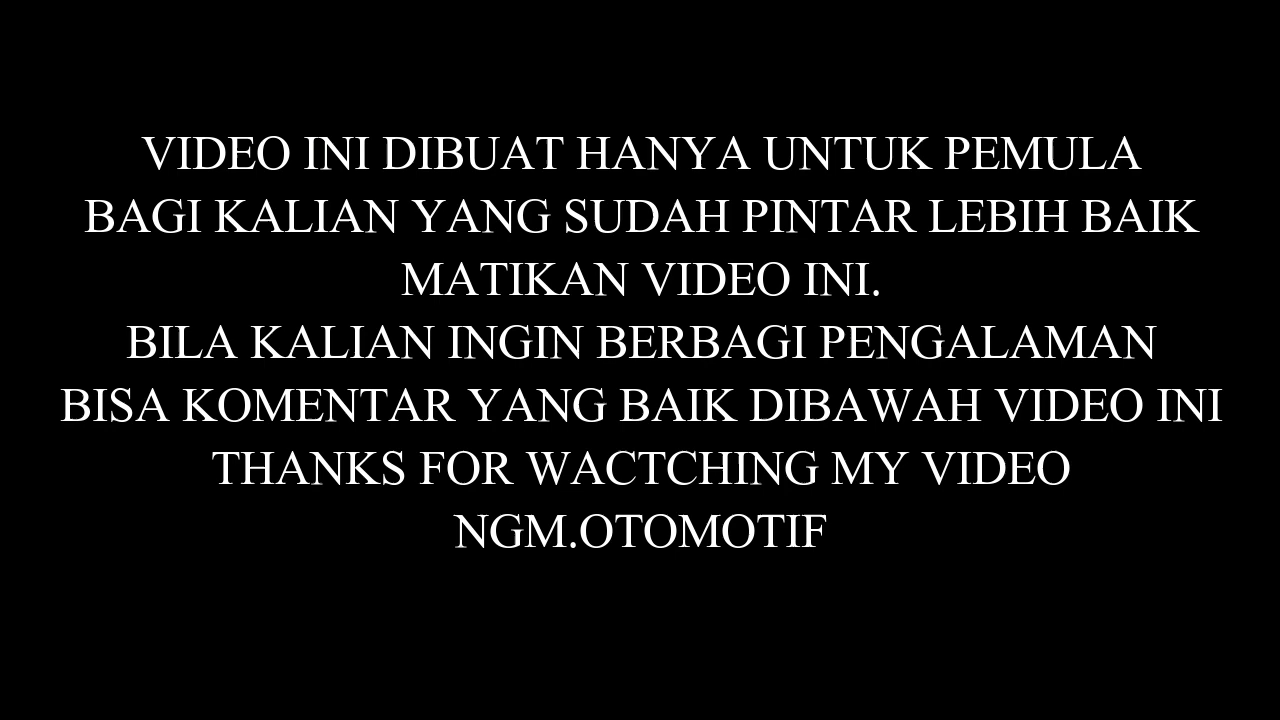 VIDEO INI DIBUAT HANYA UNTUK PEMULA
BAGI KALIAN YANG SUDAH PINTAR LEBIH BAIK
MATIKAN VIDEO INI.
BILA KALIAN INGIN BERBAGI PENGALAMAN
BISA KOMENTAR YANG BAIK DIBAWAH VIDEO INI
THANKS FOR WACTCHING MY VIDEO
NGM.OTOMOTIF